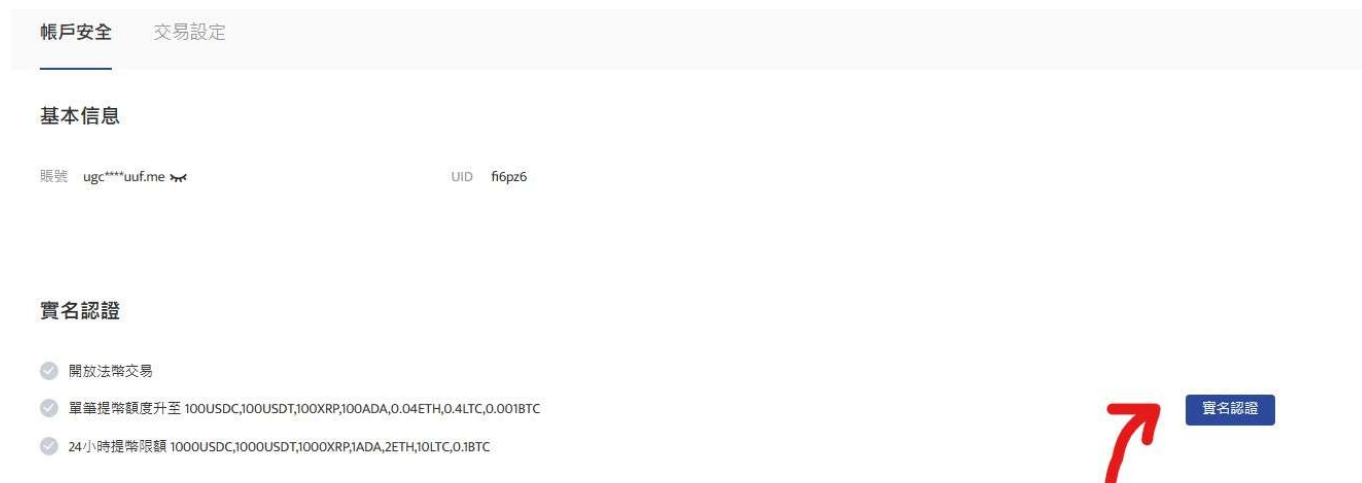 帳戶安全 交易設定
基本信息
賬號 ugc****uuf.me UID fi6pz6
實名認證
開放法幣交易
單筆提幣額度升至 100USDC,100USDT,100XRP,100ADA,0.04ETH,0.4LTC,0.001BTC
實名認證
24小時提幣限額 1000USDC,1000USDT,1000XRP,1ADA,2ETH,10LTC,0.1BTC